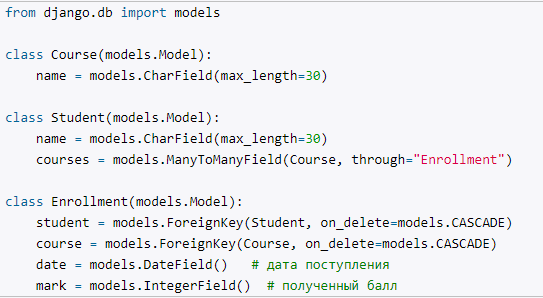 from django.db import models
class Course(models.Model):
    name = models.CharField(max_length=30)
class Student(models.Model):
    name = models.CharField(max_length=30)
    courses = models.ManyToManyField(Course, through="Enrollment")
class Enrollment(models.Model):
    student = models.ForeignKey(Student, on_delete=models.CASCADE)
    course = models.ForeignKey(Course, on_delete=models.CASCADE)
    date = models.DateField()   # дата поступления
    mark = models.IntegerField()  # полученный балл